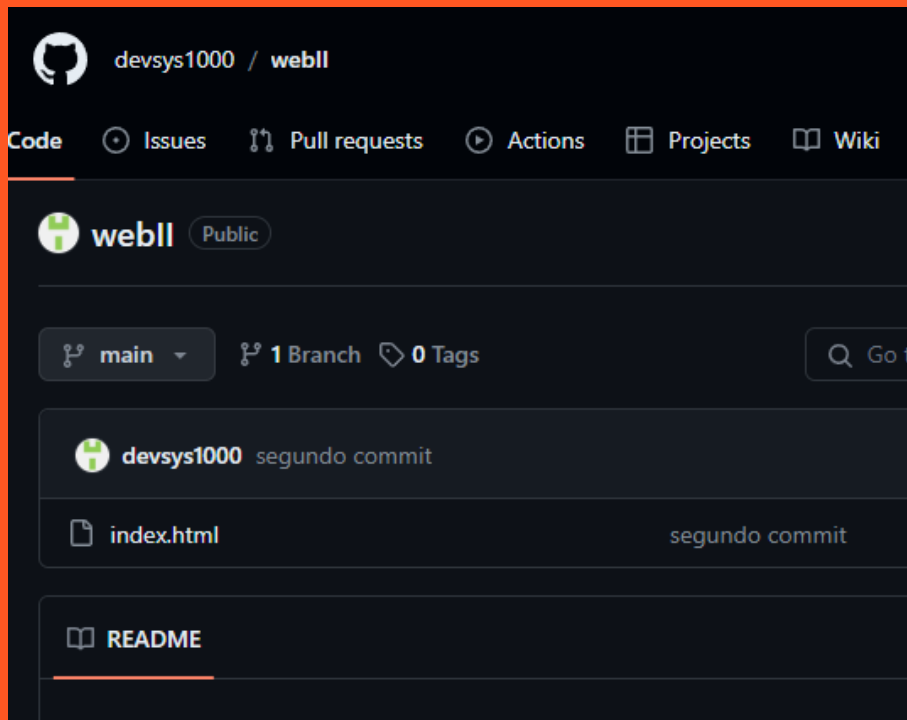 devsys1000 / webll
Code Issues Pull requests Actions Projects Wiki
webll Public
main 1 Branch 0 Tags Go
devsys1000 segundo commit
index.html segundo commit
README